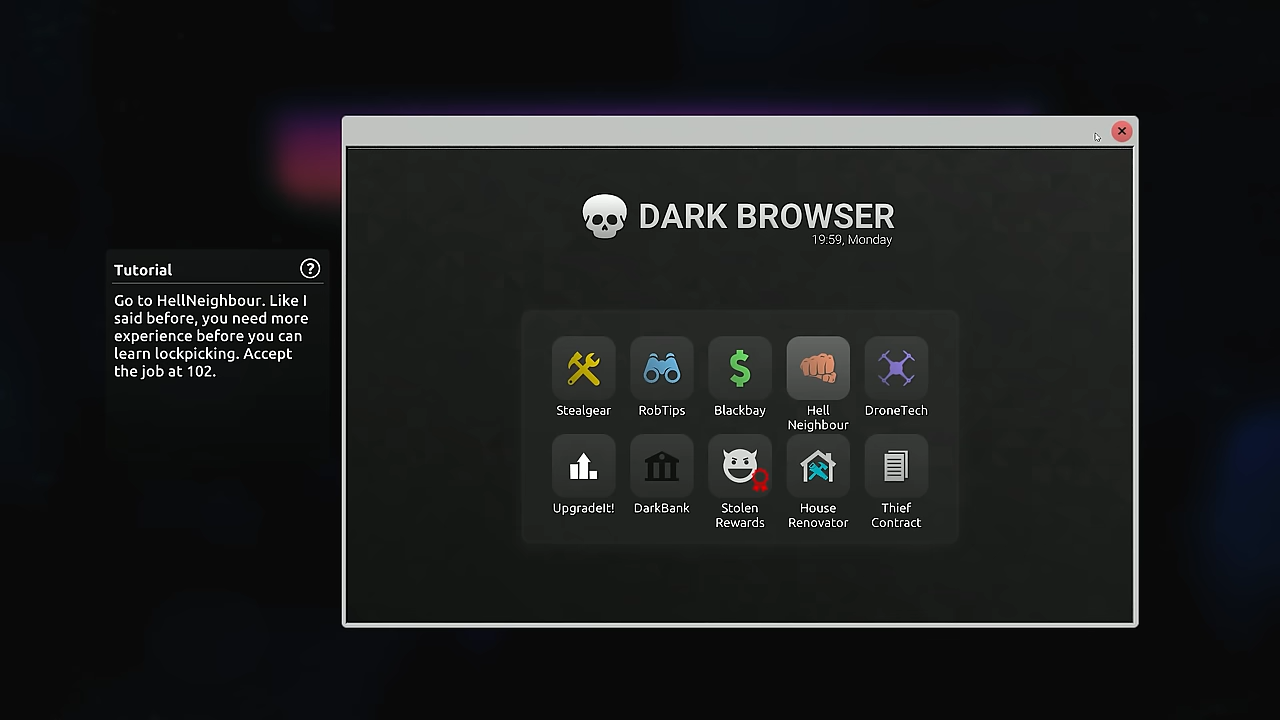 DARK BROWSER
19:59, Monday
Tutorial
?
Go to HellNeighbour. Like I
said before, you need more
experience before you can
learn lockpicking. Accept
the job at 102.
Stealgear
RobTips
Blackbay
Hell
Neighbour
DroneTech
UpgradeIt!
DarkBank
Stolen
Rewards
House
Renovator
Thief
Contract